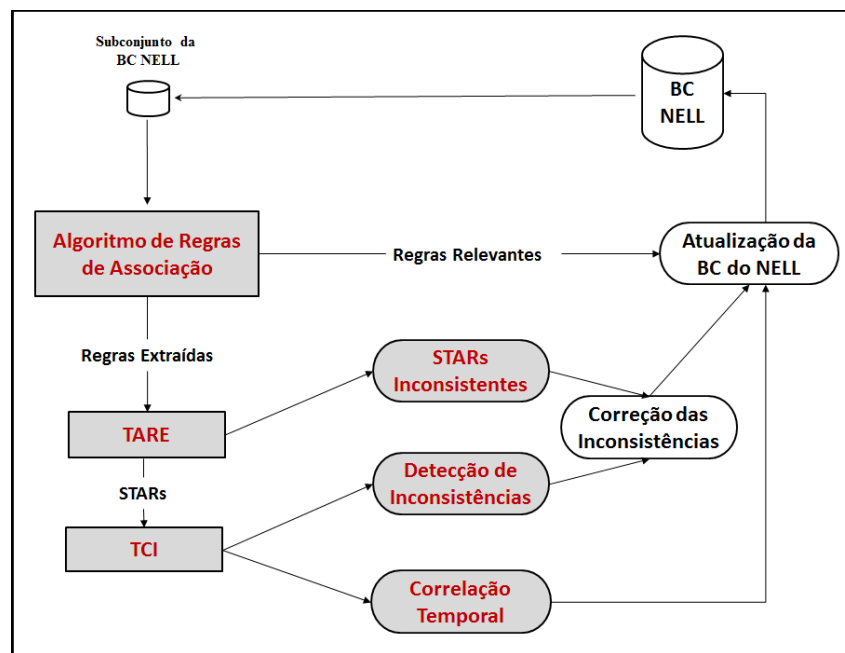 Subconjunto da
BC NELL
BC
NELL
Algoritmo de Regras
de Associação
Regras Relevantes
Atualização da
BC do NELL
Regras Extraídas
STARs
Inconsistentes
TARE
Correção das
Inconsistências
STARs
Detecção de
Inconsistências
TCI
Correlação
Temporal